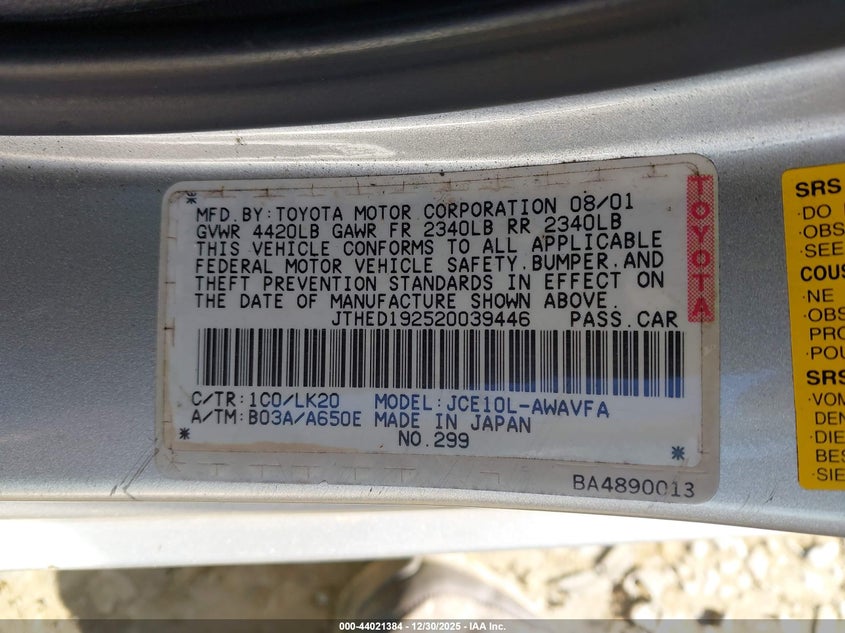 MFD. BY: TOYOTA MOTOR CORPORATION 08/01
GVWR 4420LB GAWR FR 2340LB RR 2340LB
THIS VEHICLE CONFORMS TO ALL APPLICABLE
FEDERAL MOTOR VEHICLE SAFETY, BUMPER, AND
THEFT PREVENTION STANDARDS IN EFFECT ON
THE DATE OF MANUFACTURE SHOWN ABOVE.
JTHED192520039446 PASS. CAR
C/TR: 1C0/LK20 MODEL: JCE10L-AWAVFA
A/TM: B03A/A650E MADE IN JAPAN
NO. 299
BA4890013
TOYOTA
SRS
·DO
·OBS
·SEE
COUS
·NE
·OBS
PRO
·POU
SRS
·VOM
DEN
·DIE
BES
·SIE
000-44021384 - 12/30/2025 - IAA Inc.